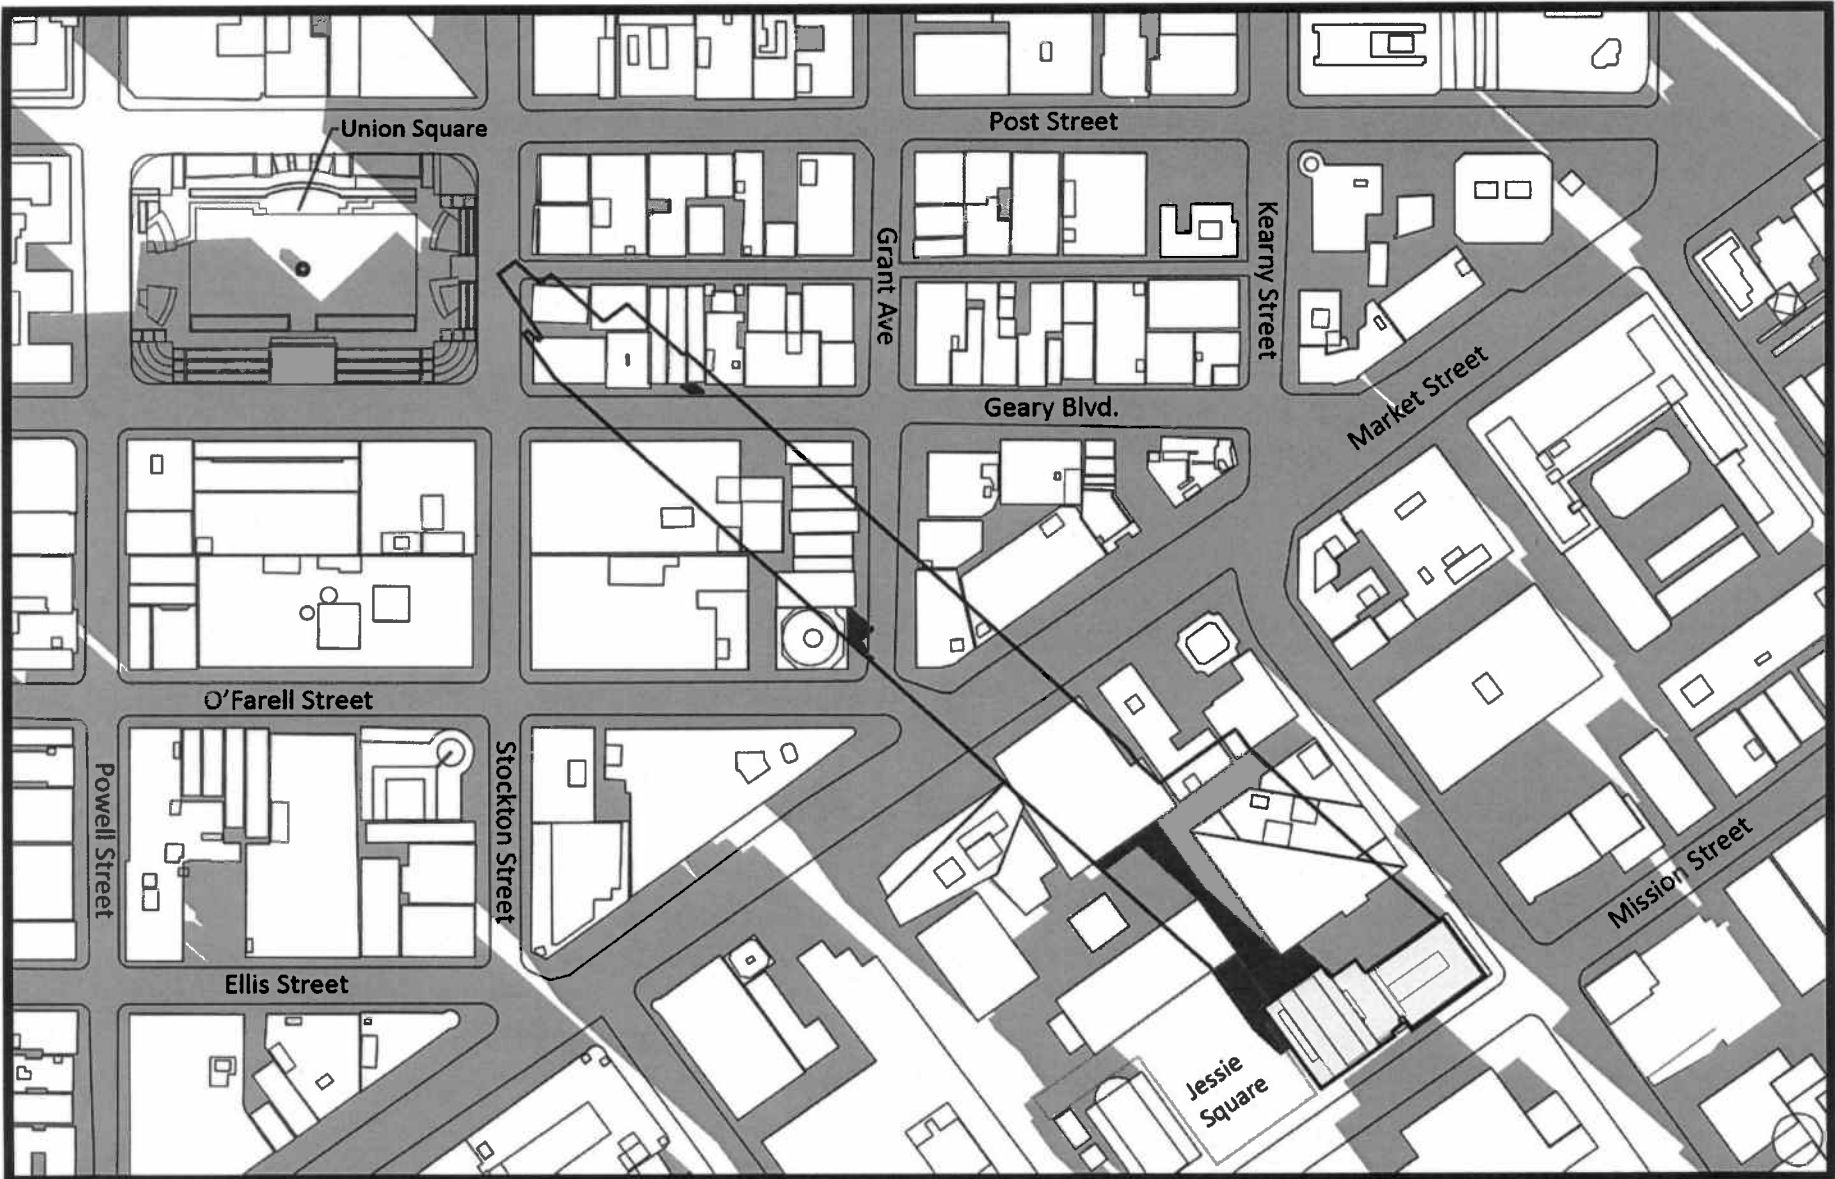 Union Square
Post Street
Grant Ave
Kearny Street
Geary Blvd.
Market Street
O'Farell Street
Powell Street
Stockton Street
Mission Street
Ellis Street
Jessie
Square